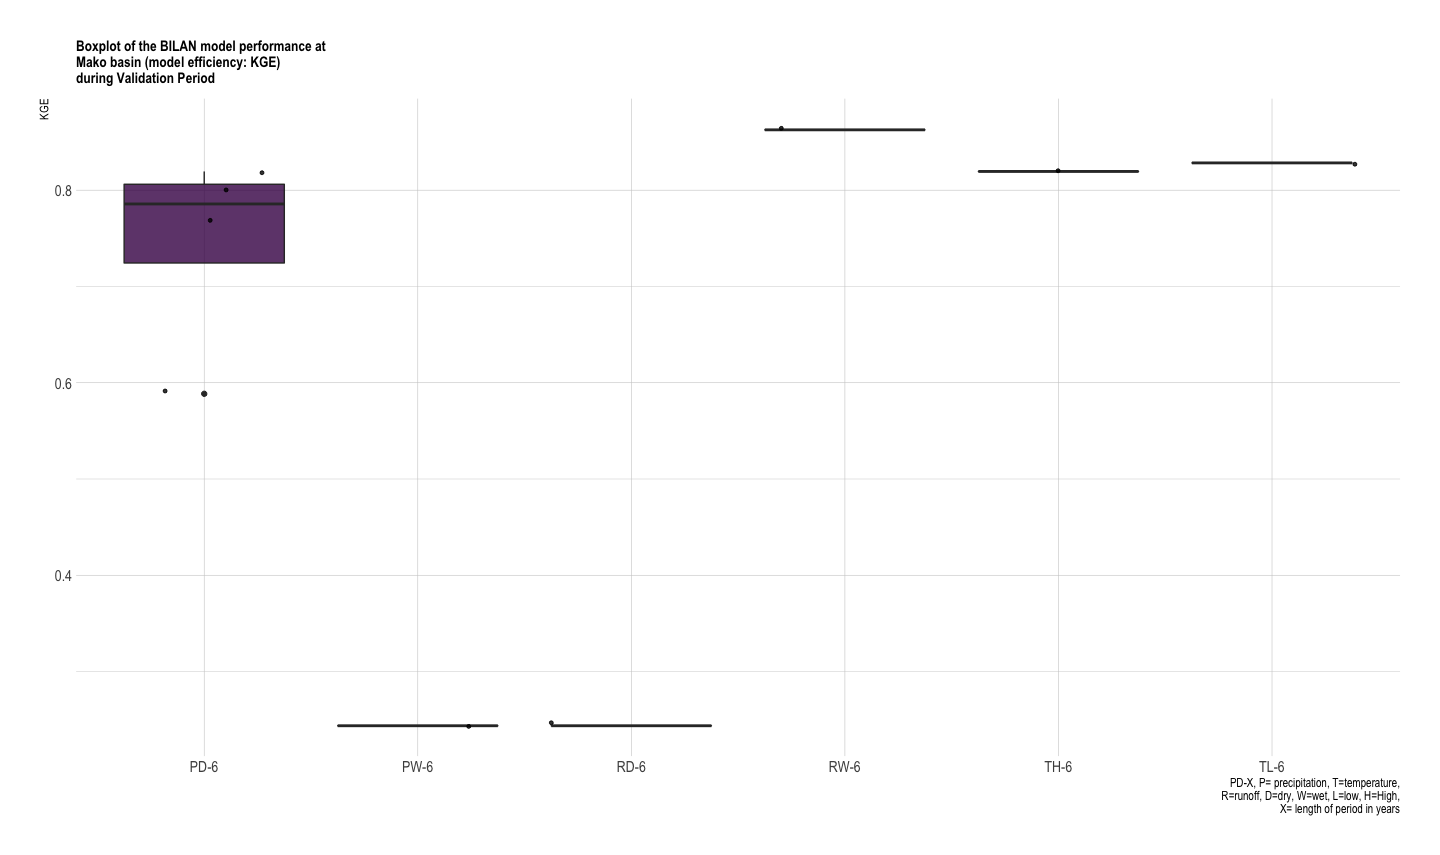 Boxplot of the BILAN model performance at
Mako basin (model efficiency: KGE)
during Validation Period
KGE
0.8
0.6
0.4
PD-6 PW-6 RD-6 RW-6 TH-6 TL-6
PD-X, P= precipitation, T=temperature,
R=runoff, D=dry, W=wet, L=low, H=High,
X= length of period in years